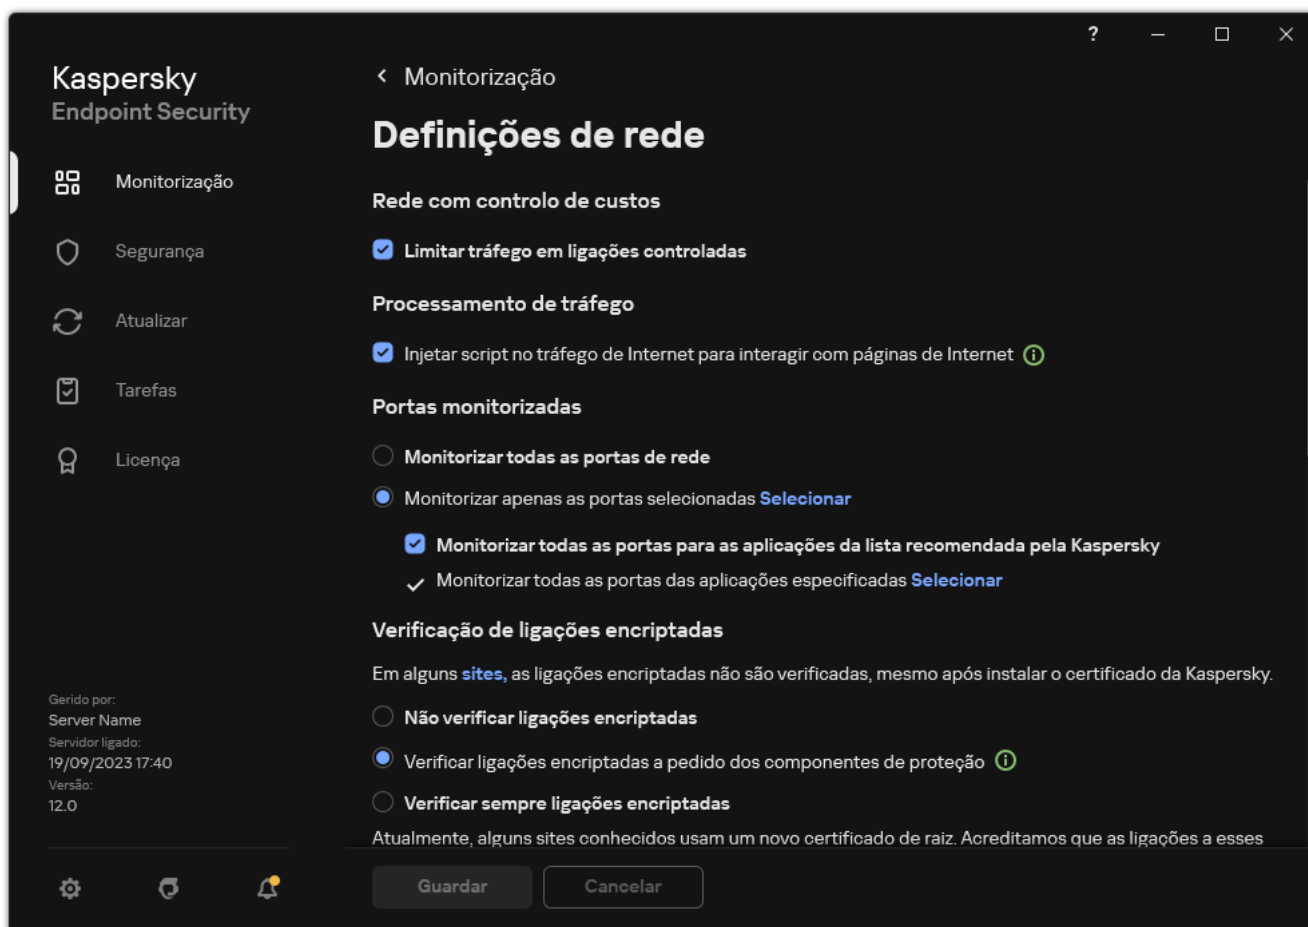 ?
Kaspersky
Endpoint Security
Monitorização
Segurança
Atualizar
Tarefas
Licença
Gerido por:
Server Name
Servidor ligado:
19/09/2023 17:40
Versão:
12.0
Monitorização
Definições de rede
Rede com controlo de custos
Limitar tráfego em ligações controladas
Processamento de tráfego
Injetar script no tráfego de Internet para interagir com páginas de Internet
Portas monitorizadas
Monitorizar todas as portas de rede
Monitorizar apenas as portas selecionadas Selecionar
Monitorizar todas as portas para as aplicações da lista recomendada pela Kaspersky
Monitorizar todas as portas das aplicações especificadas Selecionar
Verificação de ligações encriptadas
Em alguns sites, as ligações encriptadas não são verificadas, mesmo após instalar o certificado da Kaspersky.
Não verificar ligações encriptadas
Verificar ligações encriptadas a pedido dos componentes de proteção
Verificar sempre ligações encriptadas
Atualmente, alguns sites conhecidos usam um novo certificado de raiz. Acreditamos que as ligações a esses
Guardar
Cancelar